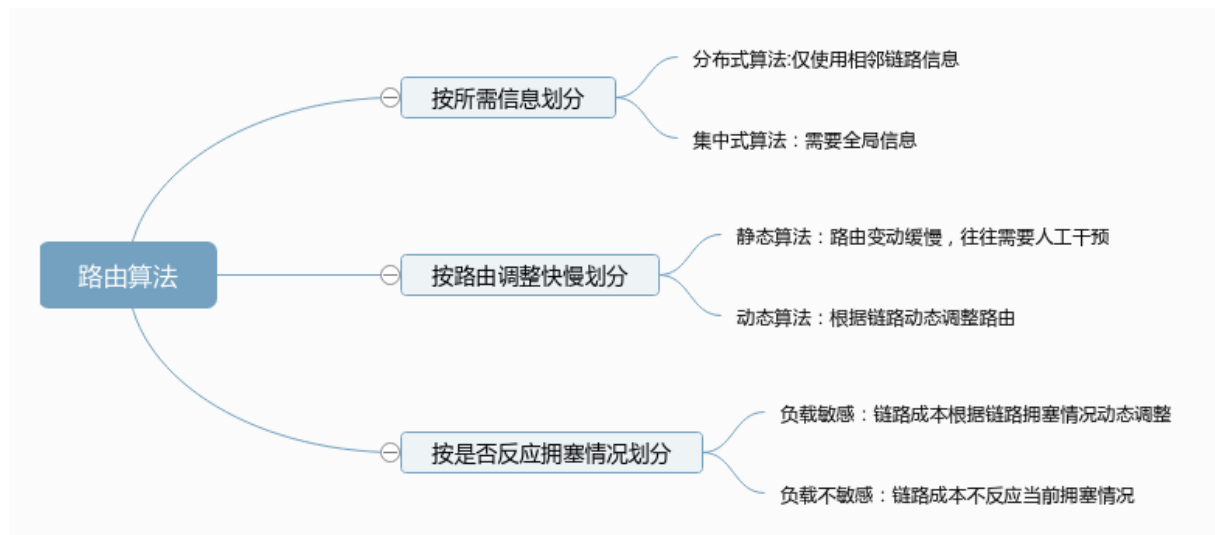 路由算法
按所需信息划分
分布式算法:仅使用相邻链路信息
集中式算法：需要全局信息
按路由调整快慢划分
静态算法：路由变动缓慢，往往需要人工干预
动态算法：根据链路动态调整路由
按是否反应拥塞情况划分
负载敏感：链路成本根据链路拥塞情况动态调整
负载不敏感：链路成本不反应当前拥塞情况